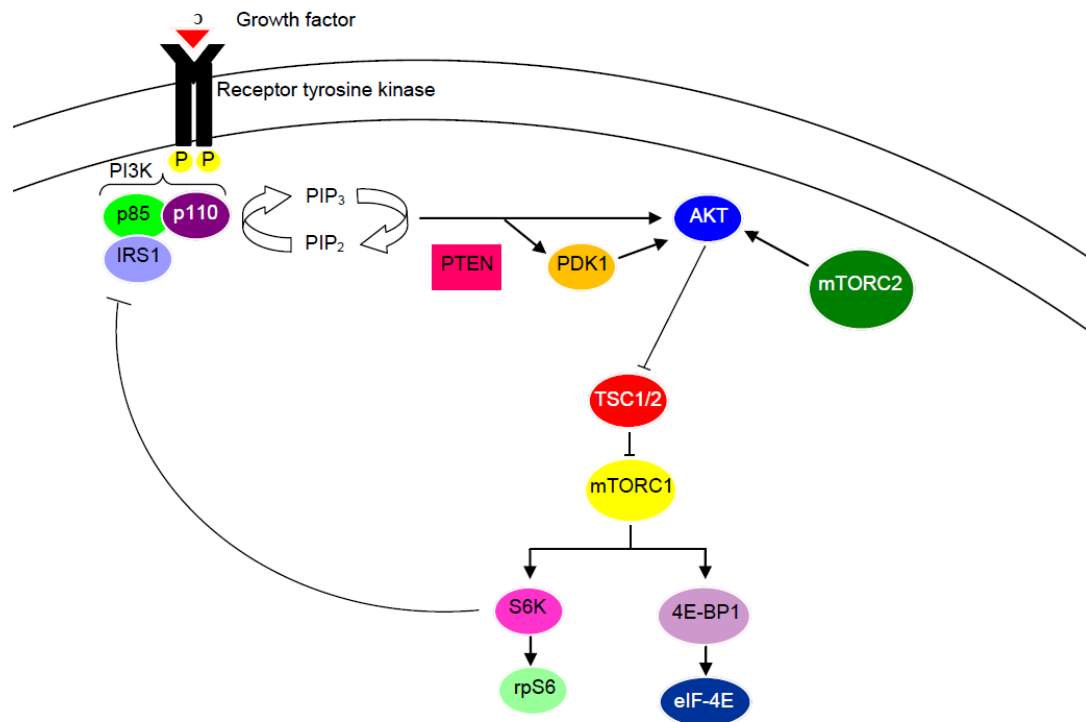 Growth factor
Receptor tyrosine kinase
P P
PI3K
p85 p110
IRS1
PIP3
PIP2
PTEN
PDK1
AKT
mTORC2
TSC1/2
mTORC1
S6K
4E-BP1
rpS6
eIF-4E